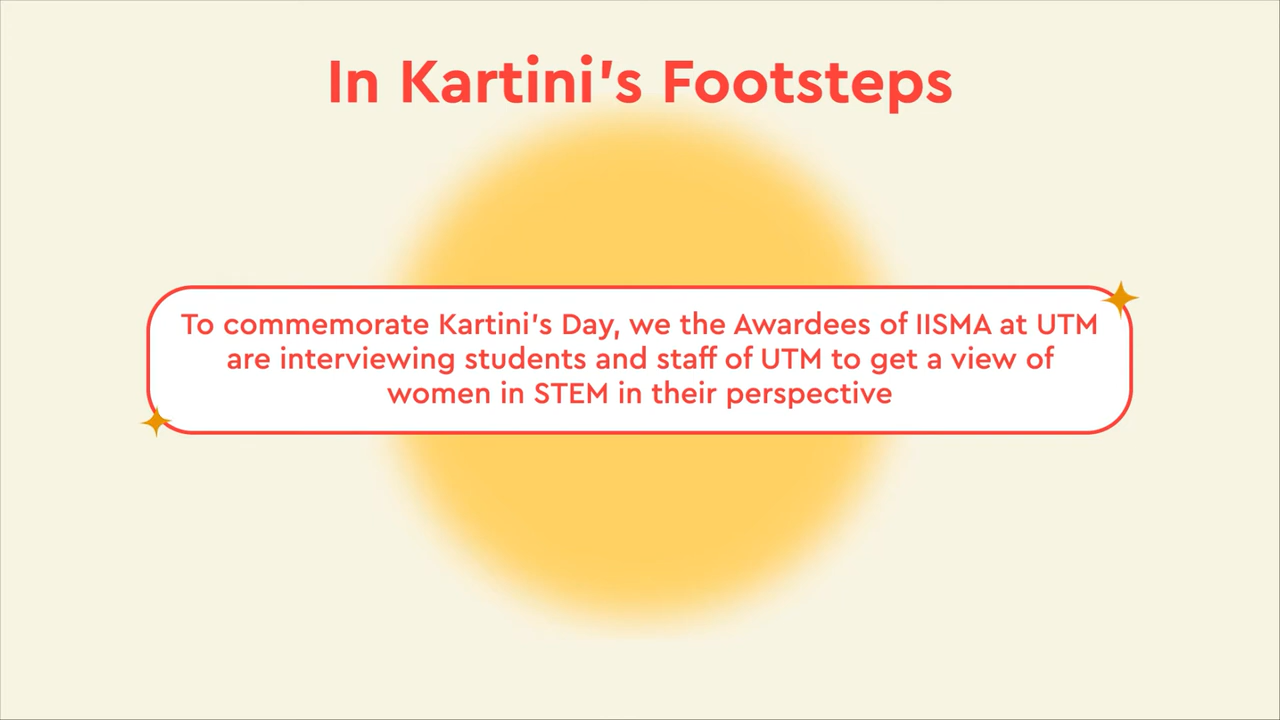 In Kartini's Footsteps
To commemorate Kartini's Day, we the Awardees of IISMA at UTM
are interviewing students and staff of UTM to get a view of
women in STEM in their perspective